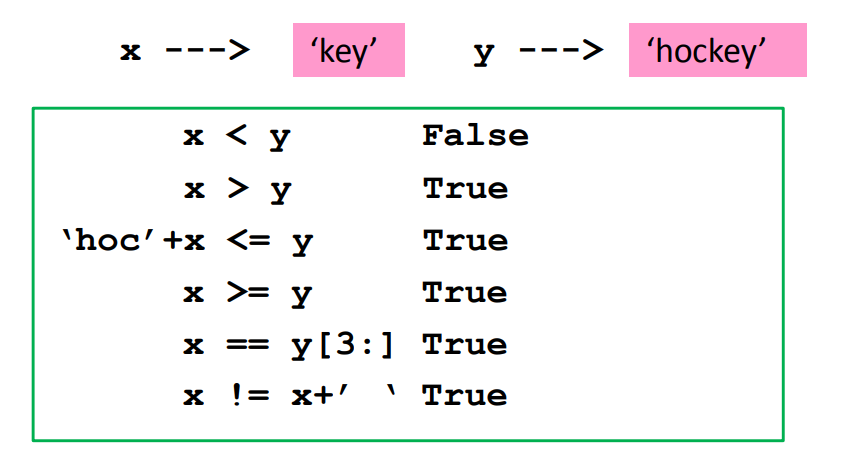 x ---> ‘key’ y ---> ‘hockey’
x < y False
x > y True
‘hoc’+x <= y True
x >= y True
x == y[3:] True
x != x+’ ‘ True